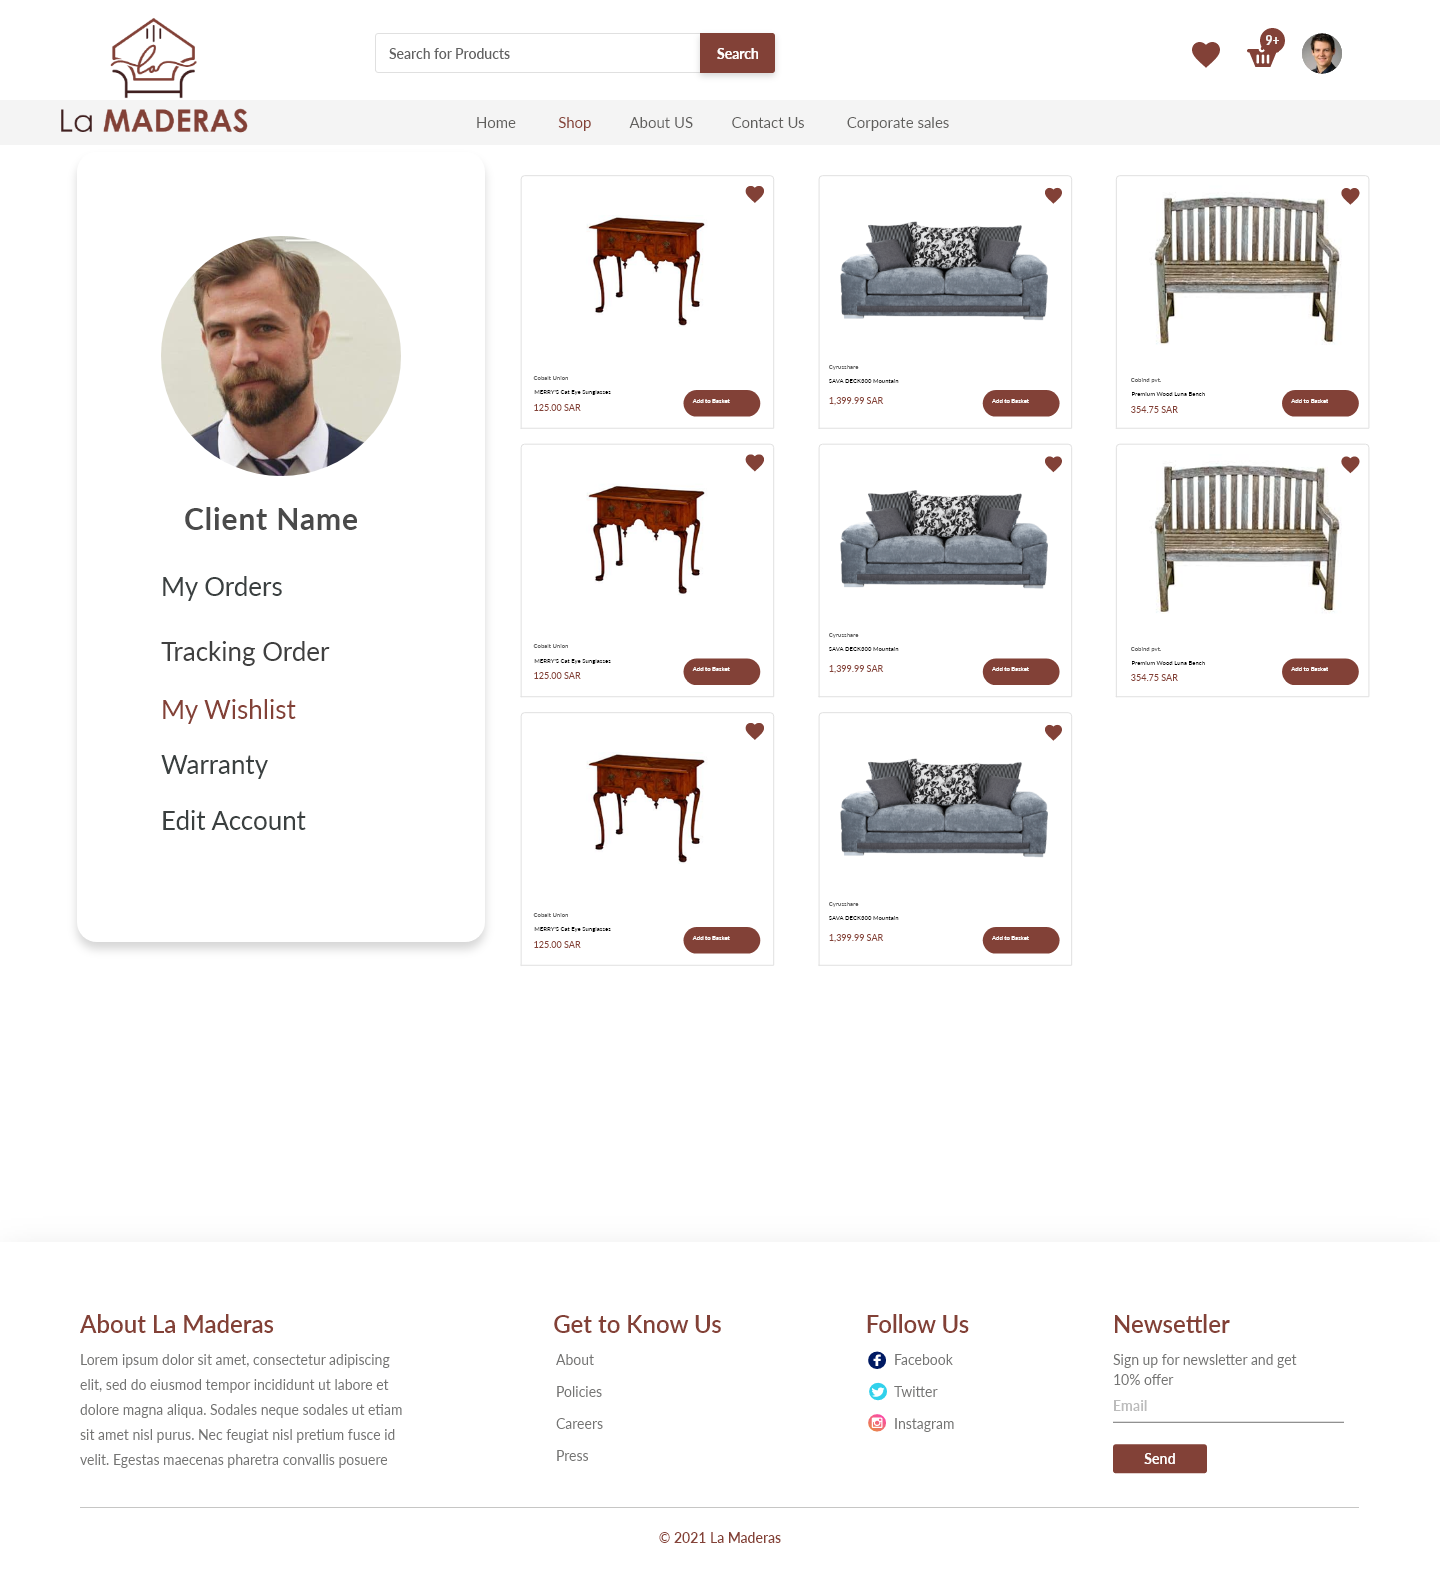 la
La MADERAS
Search for Products
Search
9+
Home Shop About US Contact Us Corporate sales
Client Name
My Orders
Tracking Order
My Wishlist
Warranty
Edit Account
Cobalt Union
MERRY'S Cat Eye Sunglasses
125.00 SAR
Add to Basket
Cyrusshare
SAVA DECK800 Mountain
1,399.99 SAR
Add to Basket
Cobind pvt.
Premium Wood Luna Bench
354.75 SAR
Add to Basket
Cobalt Union
MERRY'S Cat Eye Sunglasses
125.00 SAR
Add to Basket
Cyrusshare
SAVA DECK800 Mountain
1,399.99 SAR
Add to Basket
Cobind pvt.
Premium Wood Luna Bench
354.75 SAR
Add to Basket
Cobalt Union
MERRY'S Cat Eye Sunglasses
125.00 SAR
Add to Basket
Cyrusshare
SAVA DECK800 Mountain
1,399.99 SAR
Add to Basket
About La Maderas
Lorem ipsum dolor sit amet, consectetur adipiscing
elit, sed do eiusmod tempor incididunt ut labore et
dolore magna aliqua. Sodales neque sodales ut etiam
sit amet nisl purus. Nec feugiat nisl pretium fusce id
velit. Egestas maecenas pharetra convallis posuere
Get to Know Us
About
Policies
Careers
Press
Follow Us
Facebook
Twitter
Instagram
Newsettler
Sign up for newsletter and get
10% offer
Email
Send
© 2021 La Maderas